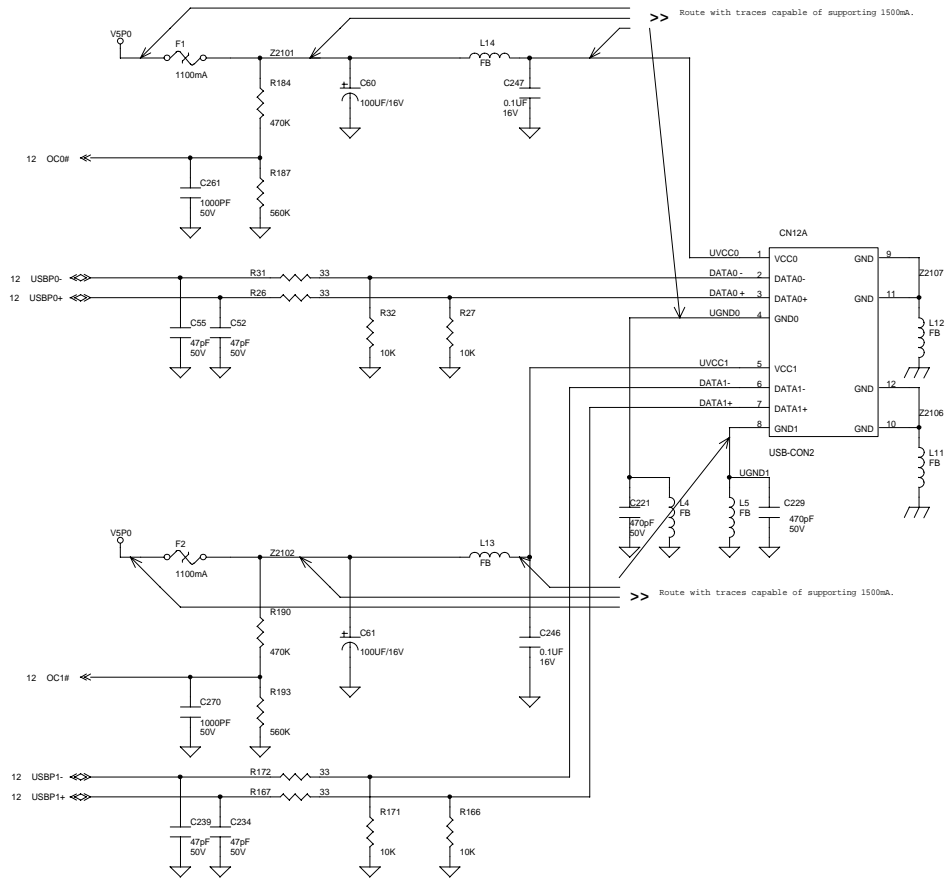 >> Route with traces capable of supporting 1500mA.
V5P0
F1
1100mA
Z2101
L14
FB
R184
470K
C60
100UF/16V
C247
0.1UF
16V
12 OC0#
C261
1000PF
50V
R187
560K
CN12A
12 USBP0-
R31 33
12 USBP0+
R26 33
C55
47pF
50V
C52
47pF
50V
R32
10K
R27
10K
UVCC0 1 VCC0
DATA0 - 2 DATA0-
DATA0 + 3 DATA0+
UGND0 4 GND0
UVCC1 5 VCC1
DATA1- 6 DATA1-
DATA1+ 7 DATA1+
8 GND1
GND 9
GND 11
GND 12
GND 10
Z2107
L12
FB
Z2106
L11
FB
USB-CON2
UGND1
C221
470pF
50V
L4
FB
L5
FB
C229
470pF
50V
V5P0
F2
1100mA
Z2102
L13
FB
>> Route with traces capable of supporting 1500mA.
R190
470K
C61
100UF/16V
C246
0.1UF
16V
12 OC1#
C270
1000PF
50V
R193
560K
12 USBP1-
R172 33
12 USBP1+
R167 33
C239
47pF
50V
C234
47pF
50V
R171
10K
R166
10K